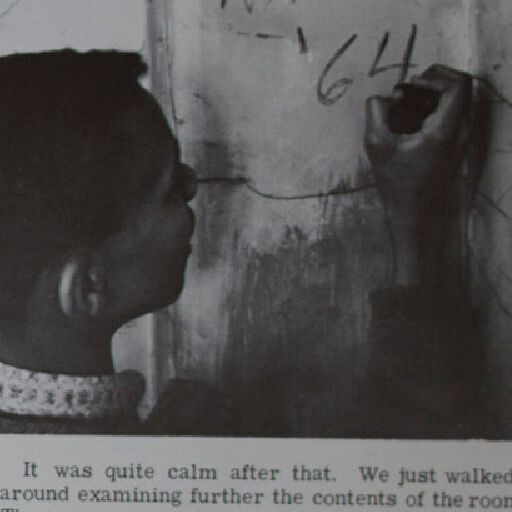 '64
It was quite calm after that. We just walked
around examining further the contents of the room